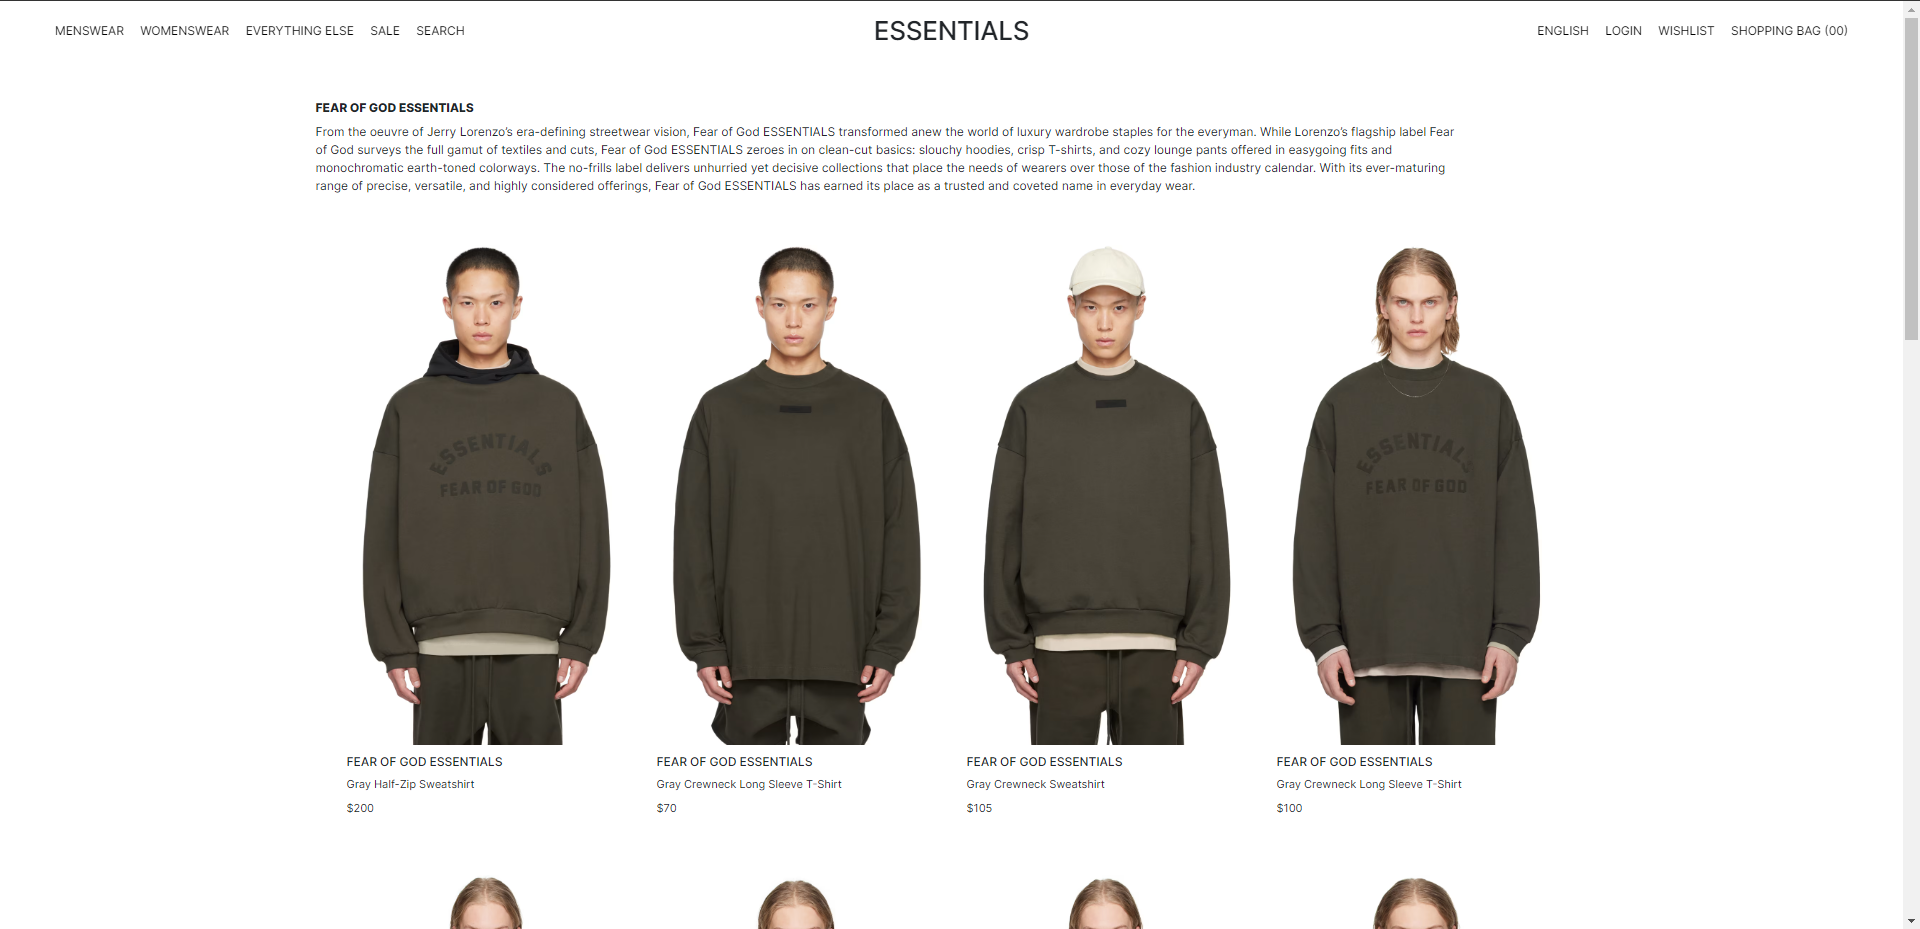 MENSWEAR WOMENSWEAR EVERYTHING ELSE SALE SEARCH
ESSENTIALS
ENGLISH LOGIN WISHLIST SHOPPING BAG (00)
FEAR OF GOD ESSENTIALS
From the oeuvre of Jerry Lorenzo's era-defining streetwear vision, Fear of God ESSENTIALS transformed anew the world of luxury wardrobe staples for the everyman. While Lorenzo's flagship label Fear
of God surveys the full gamut of textiles and cuts, Fear of God ESSENTIALS zeroes in on clean-cut basics: slouchy hoodies, crisp T-shirts, and cozy lounge pants offered in easygoing fits and
monochromatic earth-toned colorways. The no-frills label delivers unhurried yet decisive collections that place the needs of wearers over those of the fashion industry calendar. With its ever-maturing
range of precise, versatile, and highly considered offerings, Fear of God ESSENTIALS has earned its place as a trusted and coveted name in everyday wear.
ESSENTIALS
FEAR OF GOD
ESSENTIALS
FEAR OF GOD
FEAR OF GOD ESSENTIALS
Gray Half-Zip Sweatshirt
$200
FEAR OF GOD ESSENTIALS
Gray Crewneck Long Sleeve T-Shirt
$70
FEAR OF GOD ESSENTIALS
Gray Crewneck Sweatshirt
$105
FEAR OF GOD ESSENTIALS
Gray Crewneck Long Sleeve T-Shirt
$100